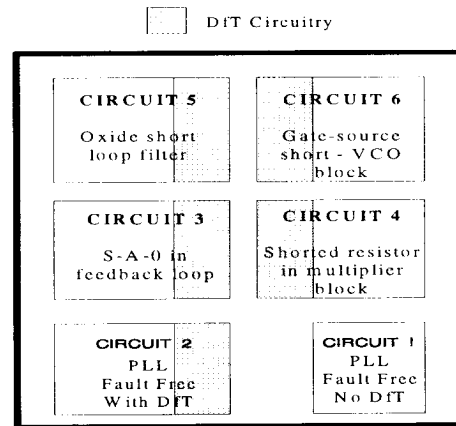 DfT Circuitry
CIRCUIT 5
Oxide short
loop filter
CIRCUIT 6
Gate-source
short - VCO
block
CIRCUIT 3
S-A-0 in
feedback loop
CIRCUIT 4
Shorted resistor
in multiplier
block
CIRCUIT 2
PLL
Fault Free
With DfT
CIRCUIT 1
PLL
Fault Free
No DfT